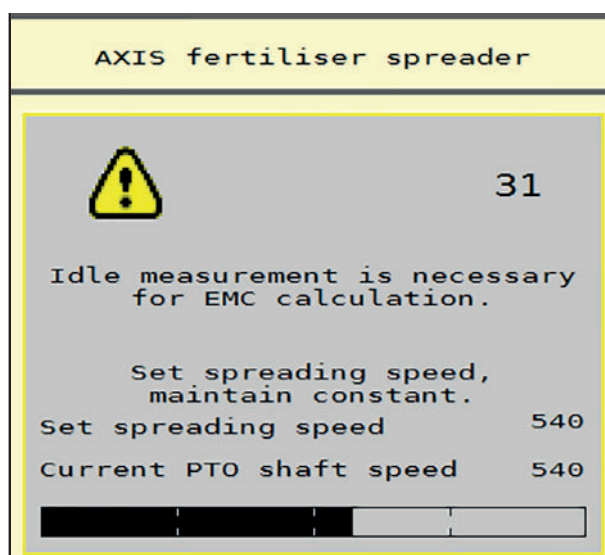 AXIS fertiliser spreader
31
Idle measurement is necessary
for EMC calculation.
Set spreading speed,
maintain constant.
Set spreading speed 540
Current PTO shaft speed 540